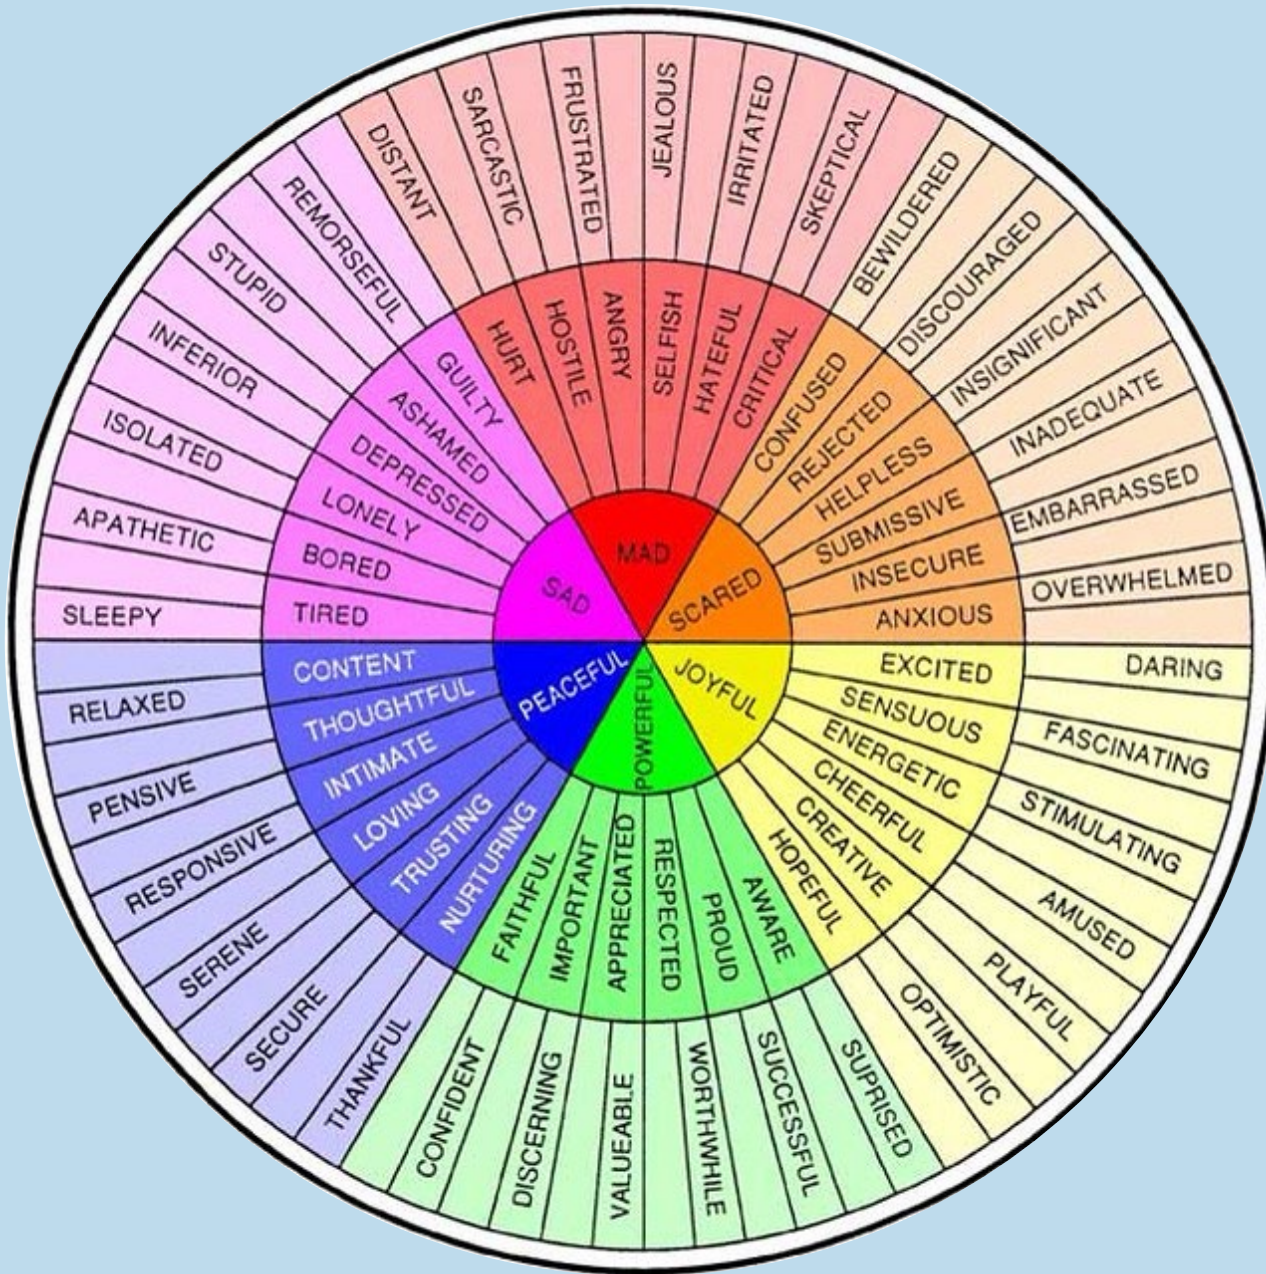 MAD
SCARED
JOYFUL
POWERFUL
PEACEFUL
SAD
HURT
HOSTILE
ANGRY
SELFISH
HATEFUL
CRITICAL
CONFUSED
REJECTED
HELPLESS
SUBMISSIVE
INSECURE
ANXIOUS
EXCITED
SENSUOUS
ENERGETIC
CHEERFUL
CREATIVE
HOPEFUL
AWARE
PROUD
RESPECTED
APPRECIATED
IMPORTANT
FAITHFUL
NURTURING
TRUSTING
LOVING
INTIMATE
THOUGHTFUL
CONTENT
TIRED
BORED
LONELY
DEPRESSED
ASHAMED
GUILTY
DISTANT
SARCASTIC
FRUSTRATED
JEALOUS
IRRITATED
SKEPTICAL
BEWILDERED
DISCOURAGED
INSIGNIFICANT
INADEQUATE
EMBARRASSED
OVERWHELMED
DARING
FASCINATING
STIMULATING
AMUSED
PLAYFUL
OPTIMISTIC
SUPRISED
SUCCESSFUL
WORTHWHILE
VALUEABLE
DISCERNING
CONFIDENT
THANKFUL
SECURE
SERENE
RESPONSIVE
PENSIVE
RELAXED
SLEEPY
APATHETIC
ISOLATED
INFERIOR
STUPID
REMORSEFUL